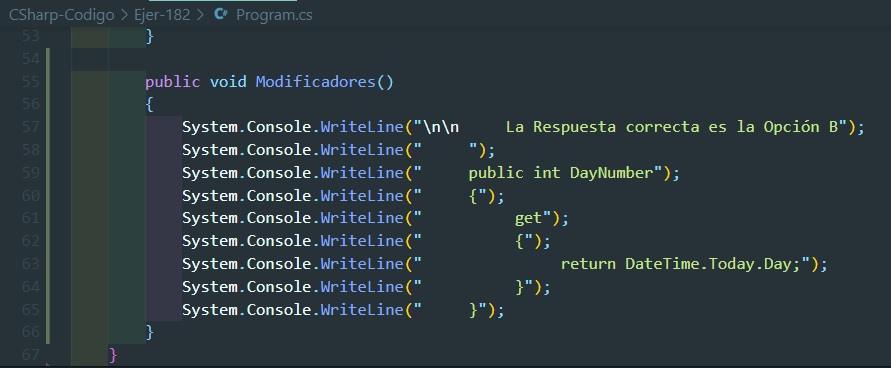 CSharp-Codigo > Ejer-182 > C# Program.cs
53 }
54
55 public void Modificadores()
56 {
57 System.Console.WriteLine("\n\n     La Respuesta correcta es la Opción B");
58 System.Console.WriteLine("     ");
59 System.Console.WriteLine("     public int DayNumber");
60 System.Console.WriteLine("     {");
61 System.Console.WriteLine("          get");
62 System.Console.WriteLine("          {");
63 System.Console.WriteLine("               return DateTime.Today.Day;");
64 System.Console.WriteLine("          }");
65 System.Console.WriteLine("     }");
66 }
67 }